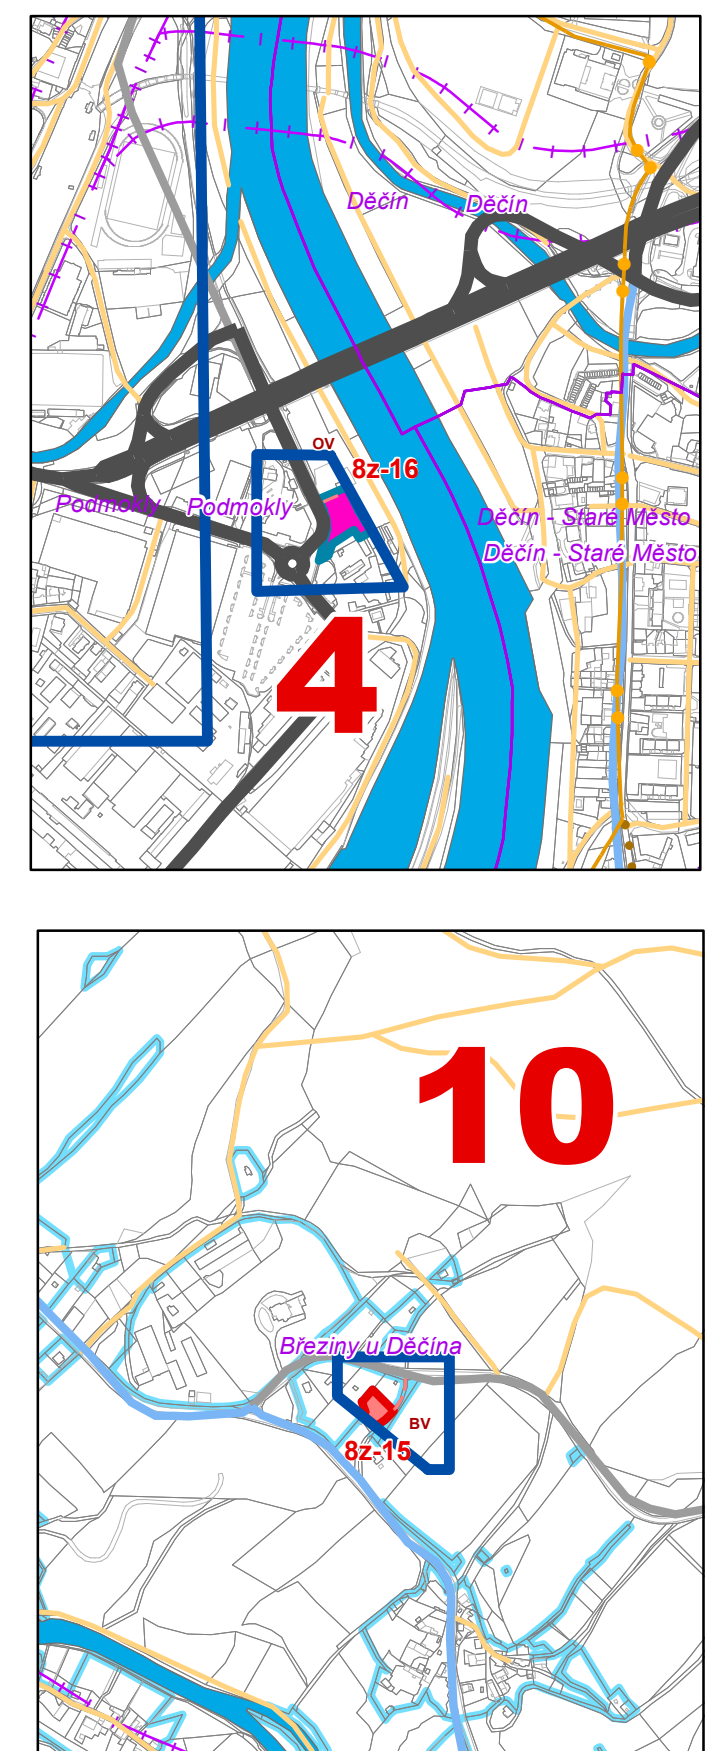 Děčín
Děčín
OV
8z-16
Podmokly
Podmokly
Děčín - Staré Město
Děčín - Staré Město
4
10
Březiny u Děčína
BV
8z-15